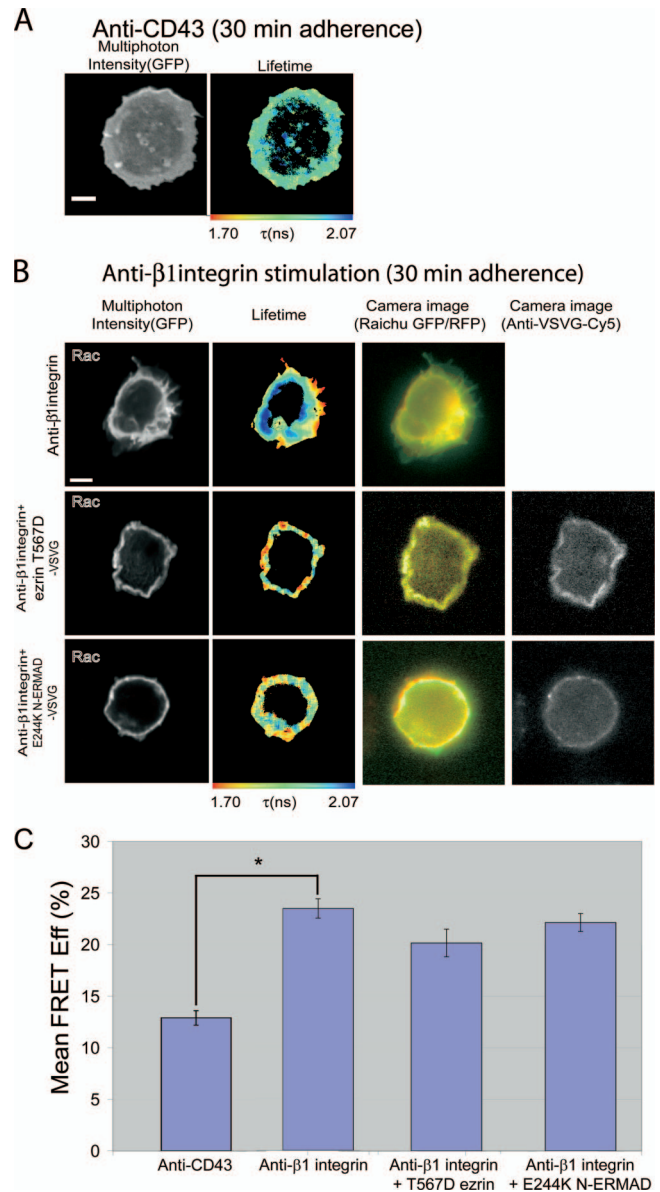 A
Anti-CD43 (30 min adherence)
Multiphoton
Intensity(GFP)
Lifetime
1.70 τ(ns) 2.07
B
Anti-β1integrin stimulation (30 min adherence)
Multiphoton
Intensity(GFP)
Lifetime
Camera image
(Raichu GFP/RFP)
Camera image
(Anti-VSVG-Cy5)
Anti-β1integrin
Rac
Anti-β1integrin+
ezrin T567D
-VSVG
Rac
Anti-β1integrin+
E244K N-ERMAD
-VSVG
Rac
1.70 τ(ns) 2.07
C
Mean FRET Eff (%)
30
25
20
15
10
5
0
*
Anti-CD43
Anti-β1 integrin
Anti-β1 integrin
+ T567D ezrin
Anti-β1 integrin
+ E244K N-ERMAD